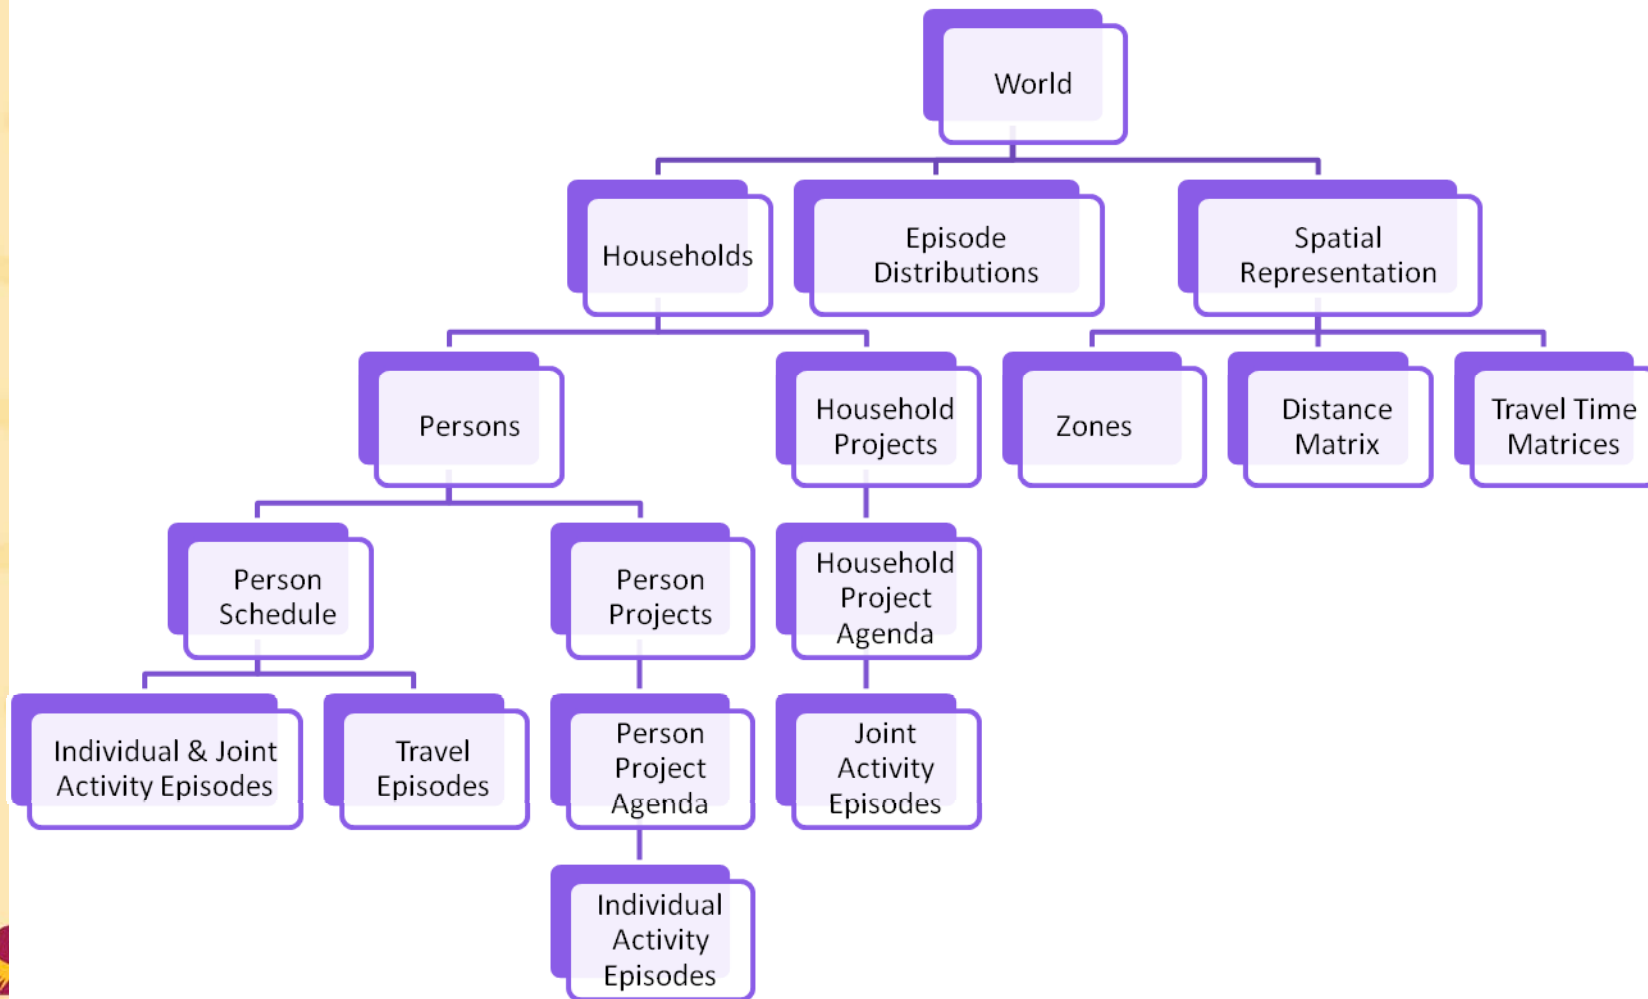 World
Households
Episode
Distributions
Spatial
Representation
Persons
Household
Projects
Zones
Distance
Matrix
Travel Time
Matrices
Person
Schedule
Person
Projects
Household
Project
Agenda
Individual & Joint
Activity Episodes
Travel
Episodes
Person
Project
Agenda
Joint
Activity
Episodes
Individual
Activity
Episodes